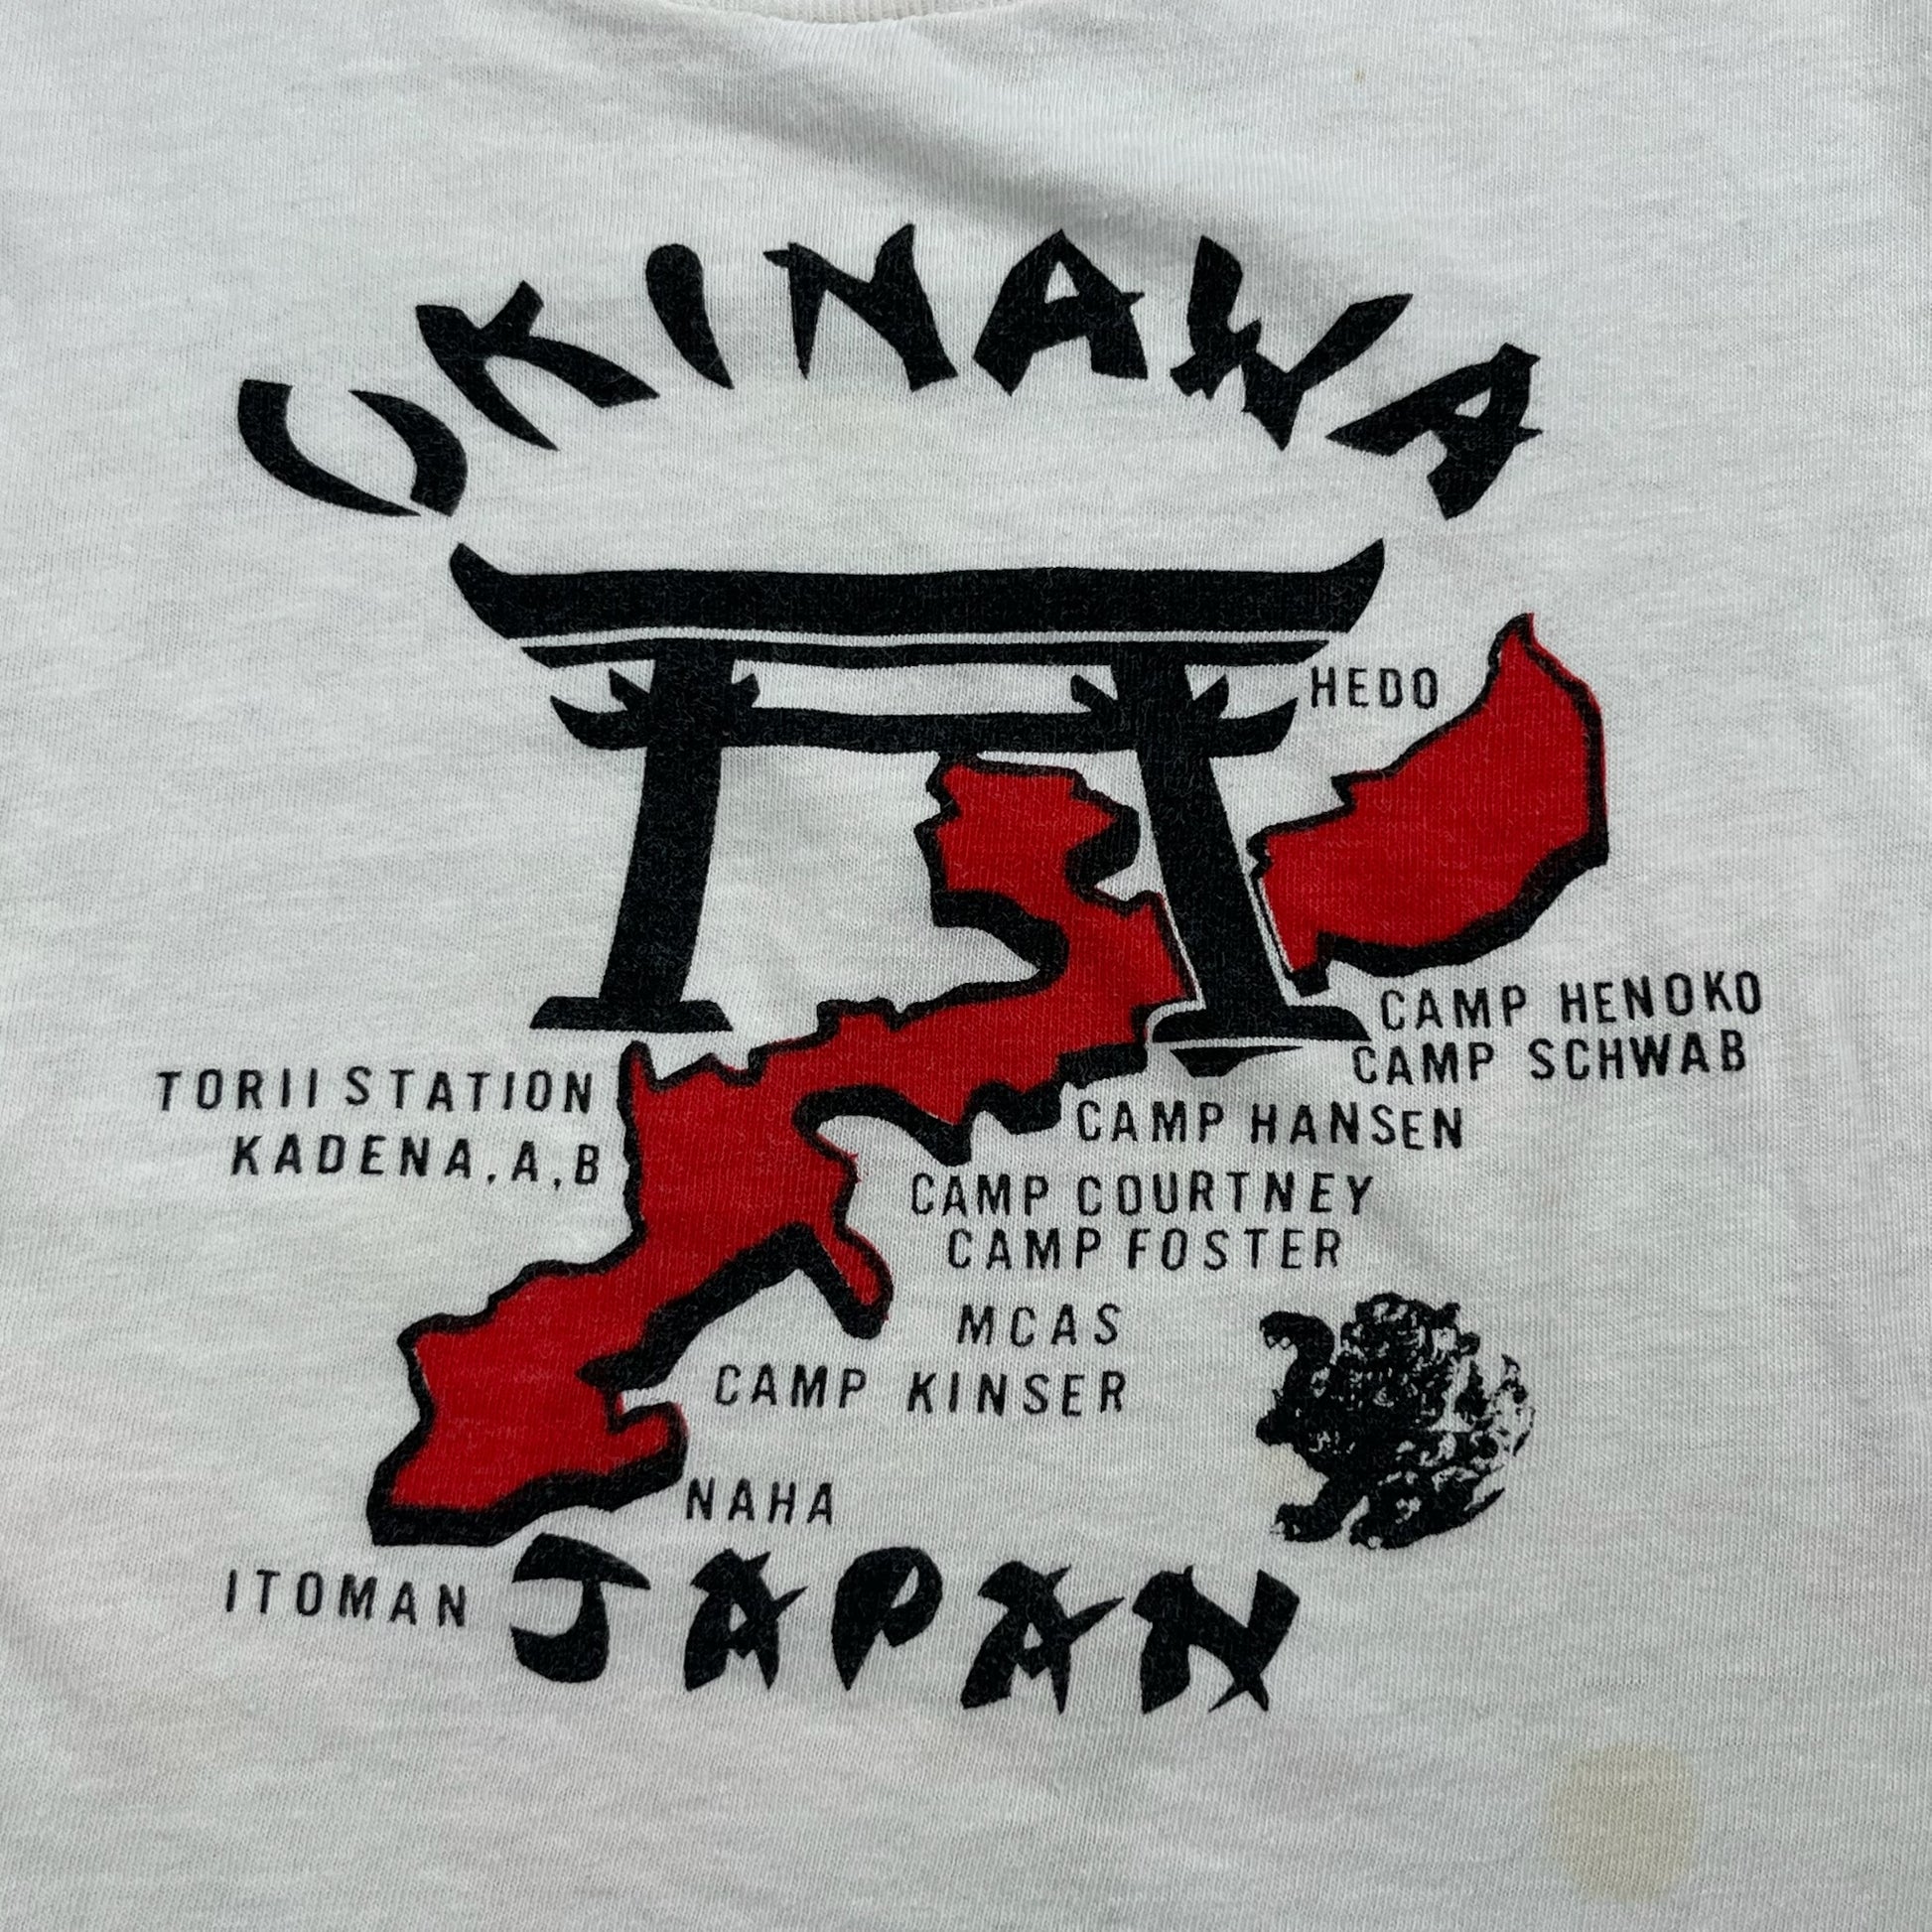 OKINAWA
HEDO
CAMP HENOKO
CAMP SCHWAB
TORII STATION
CAMP HANSEN
KADENA,A,B
CAMP COURTNEY
CAMP FOSTER
MCAS
CAMP KINSER
NAHA
ITOMAN
JAPAN